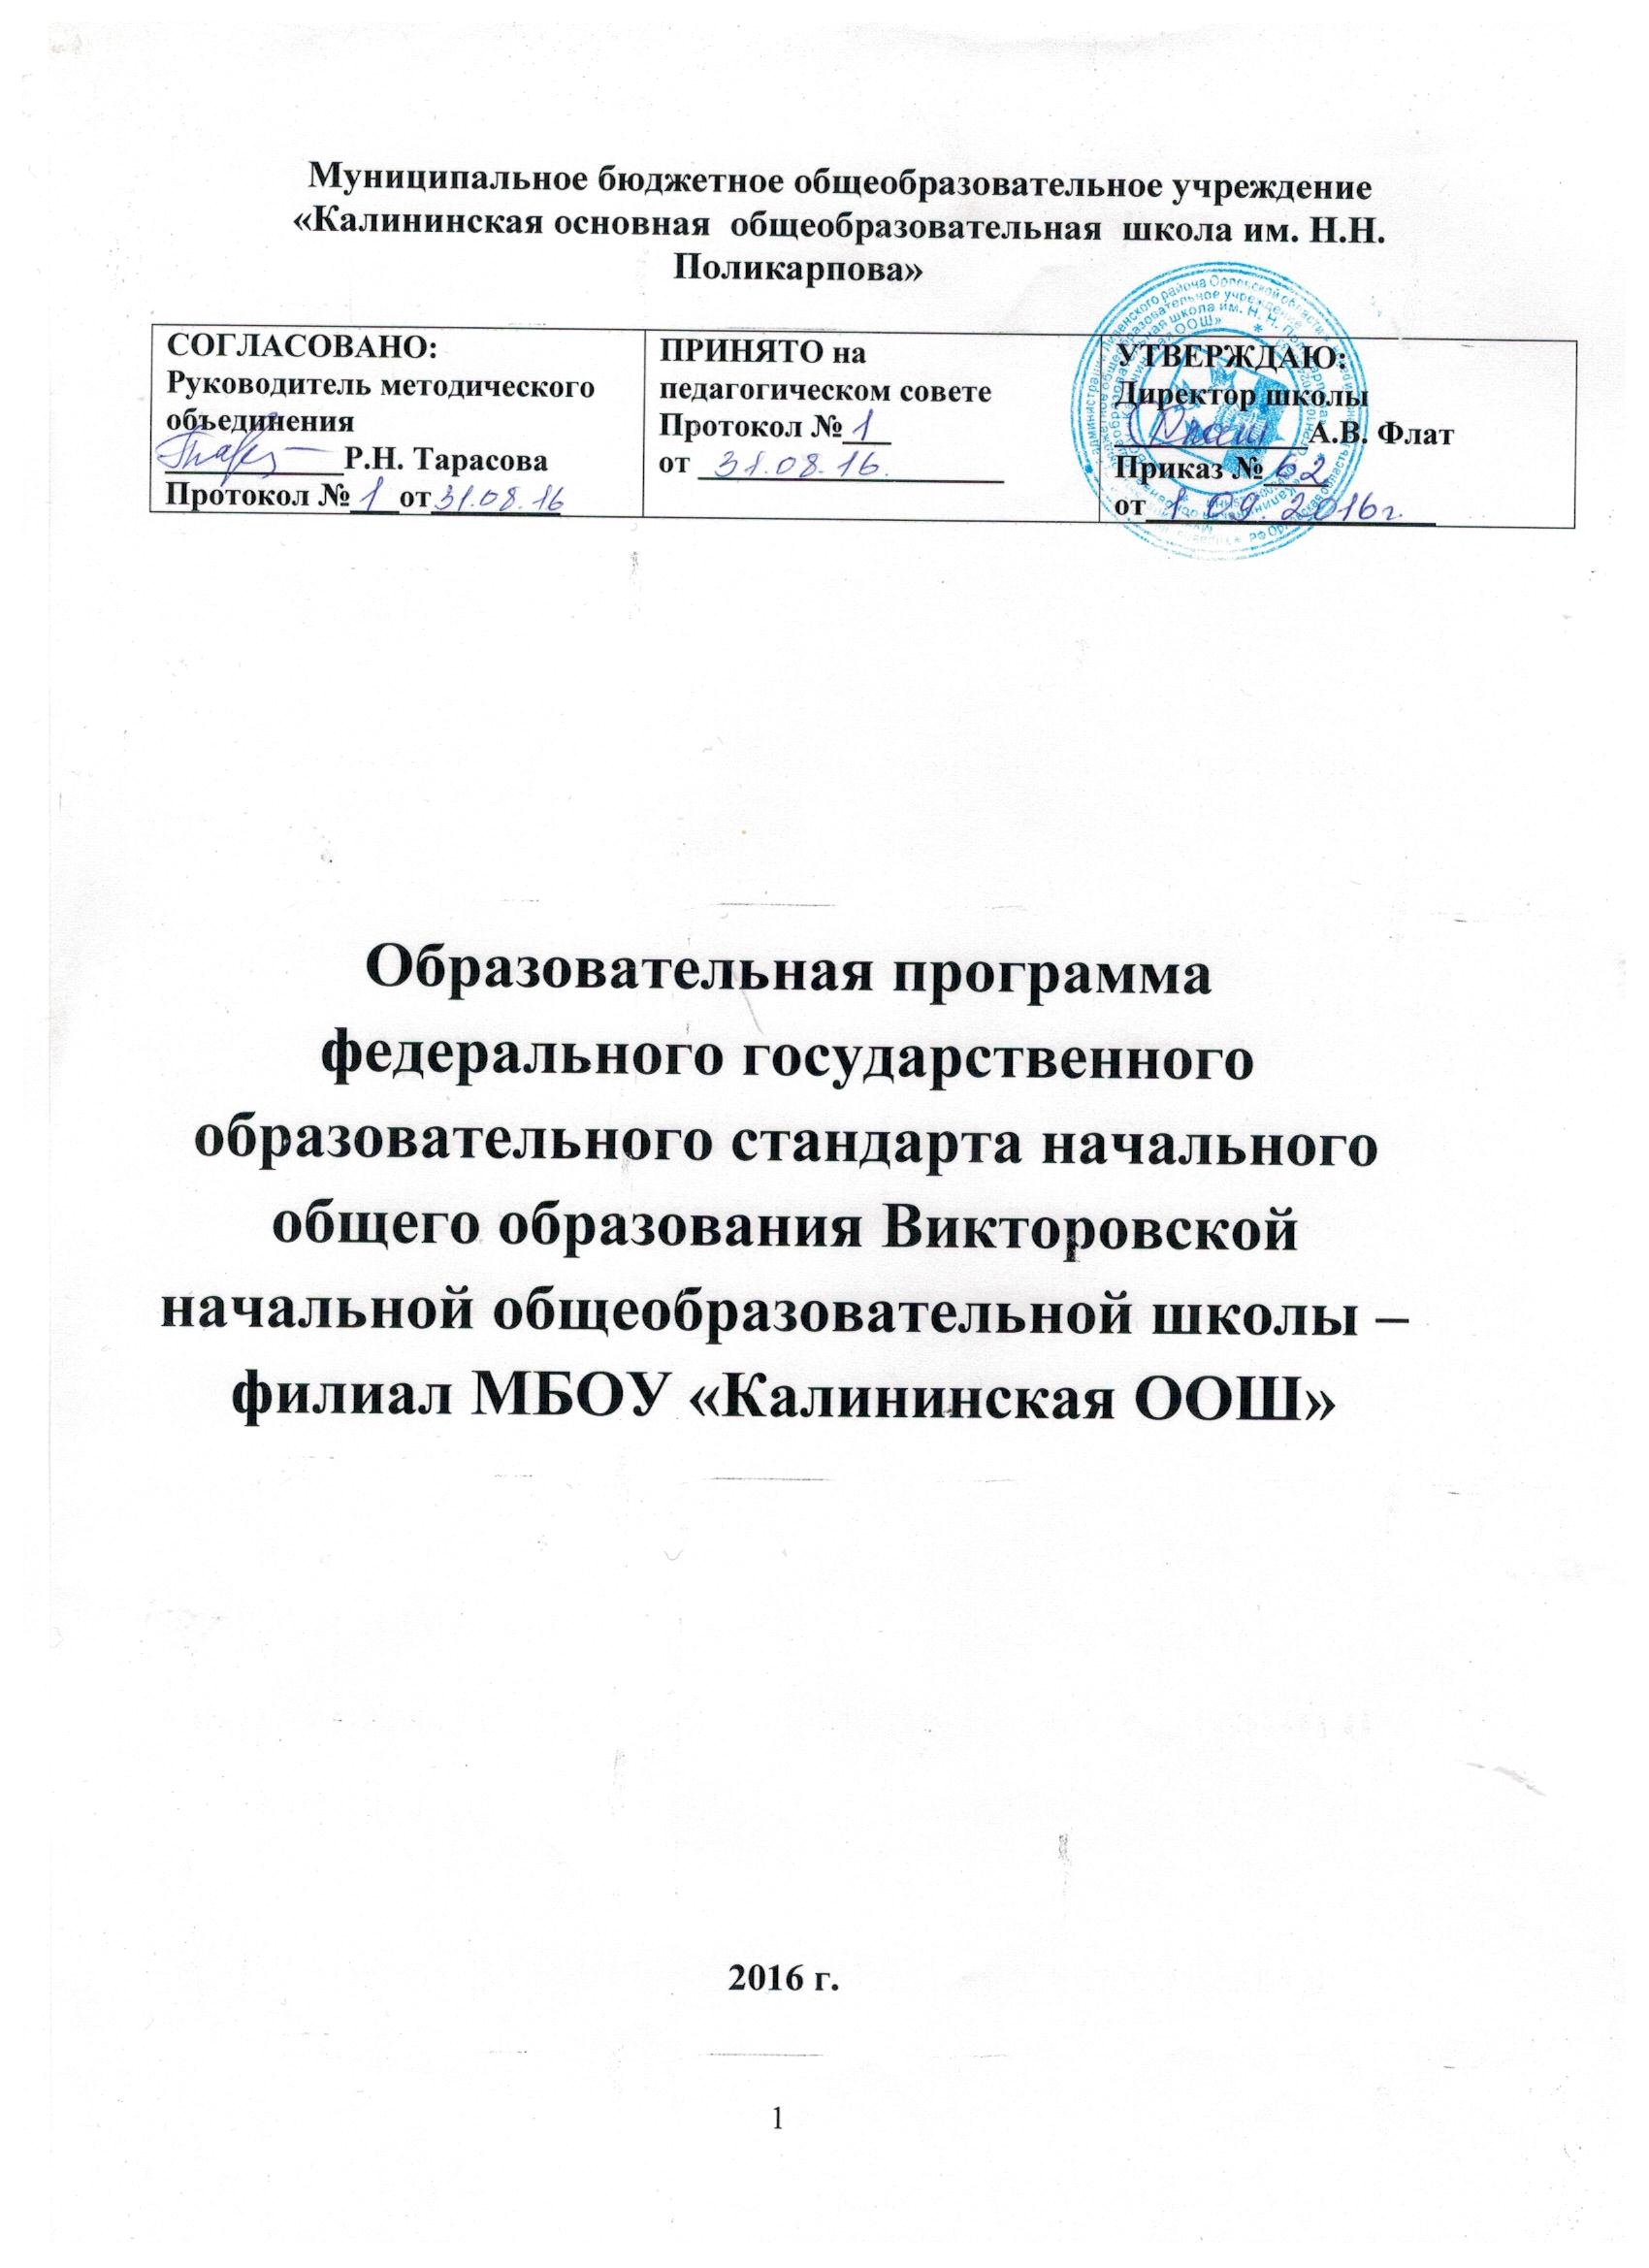 Муниципальное бюджетное общеобразовательное учреждение
«Калининская основная общеобразовательная школа им. Н.Н.
Поликарпова»
СОГЛАСОВАНО:
Руководитель методического
объединения
____________Р.Н. Тарасова
Протокол № 1 от 31.08.16
ПРИНЯТО на
педагогическом совете
Протокол № 1
от 31.08.16.
УТВЕРЖДАЮ:
Директор школы
____________А.В. Флат
Приказ № 62
от 1 09. 2016г.
Образовательная программа
федерального государственного
образовательного стандарта начального
общего образования Викторовской
начальной общеобразовательной школы –
филиал МБОУ «Калининская ООШ»
2016 г.
1